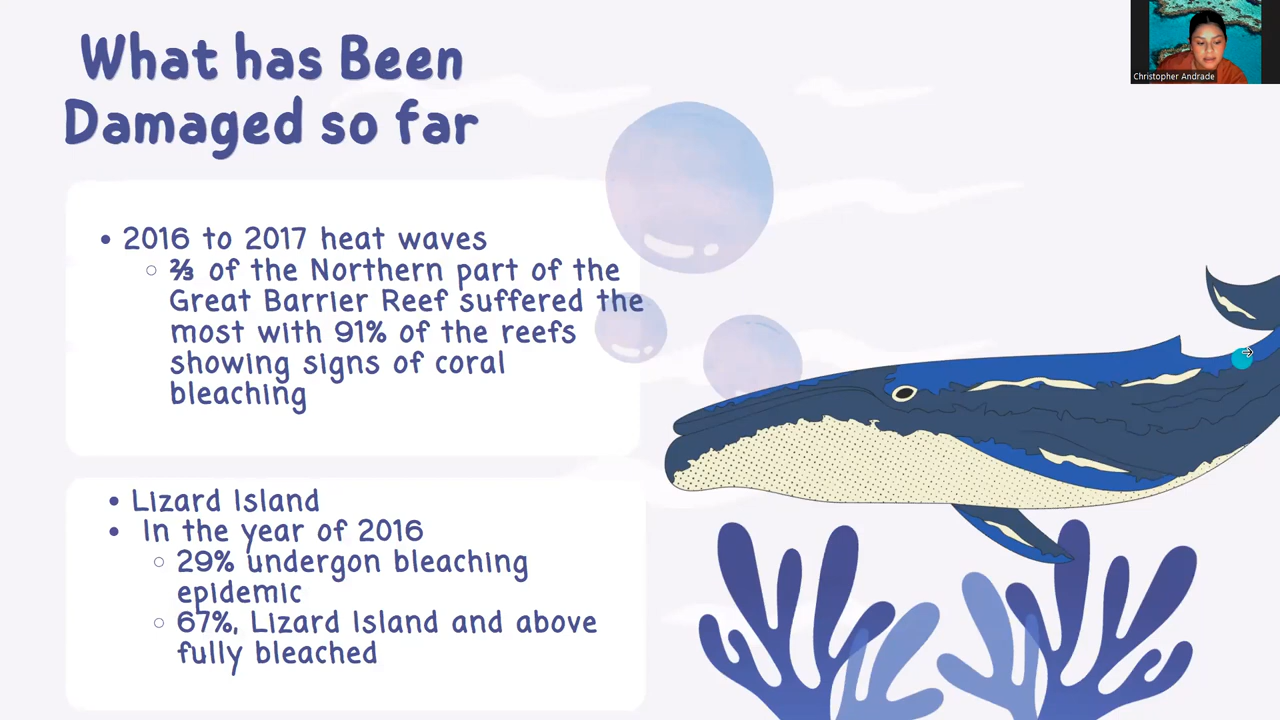 What has Been
Damaged so far
Christopher Andrade
• 2016 to 2017 heat waves
○ ⅔ of the Northern part of the
Great Barrier Reef suffered the
most with 91% of the reefs
showing signs of coral
bleaching
• Lizard Island
• In the year of 2016
○ 29% undergon bleaching
epidemic
○ 67%, Lizard Island and above
fully bleached